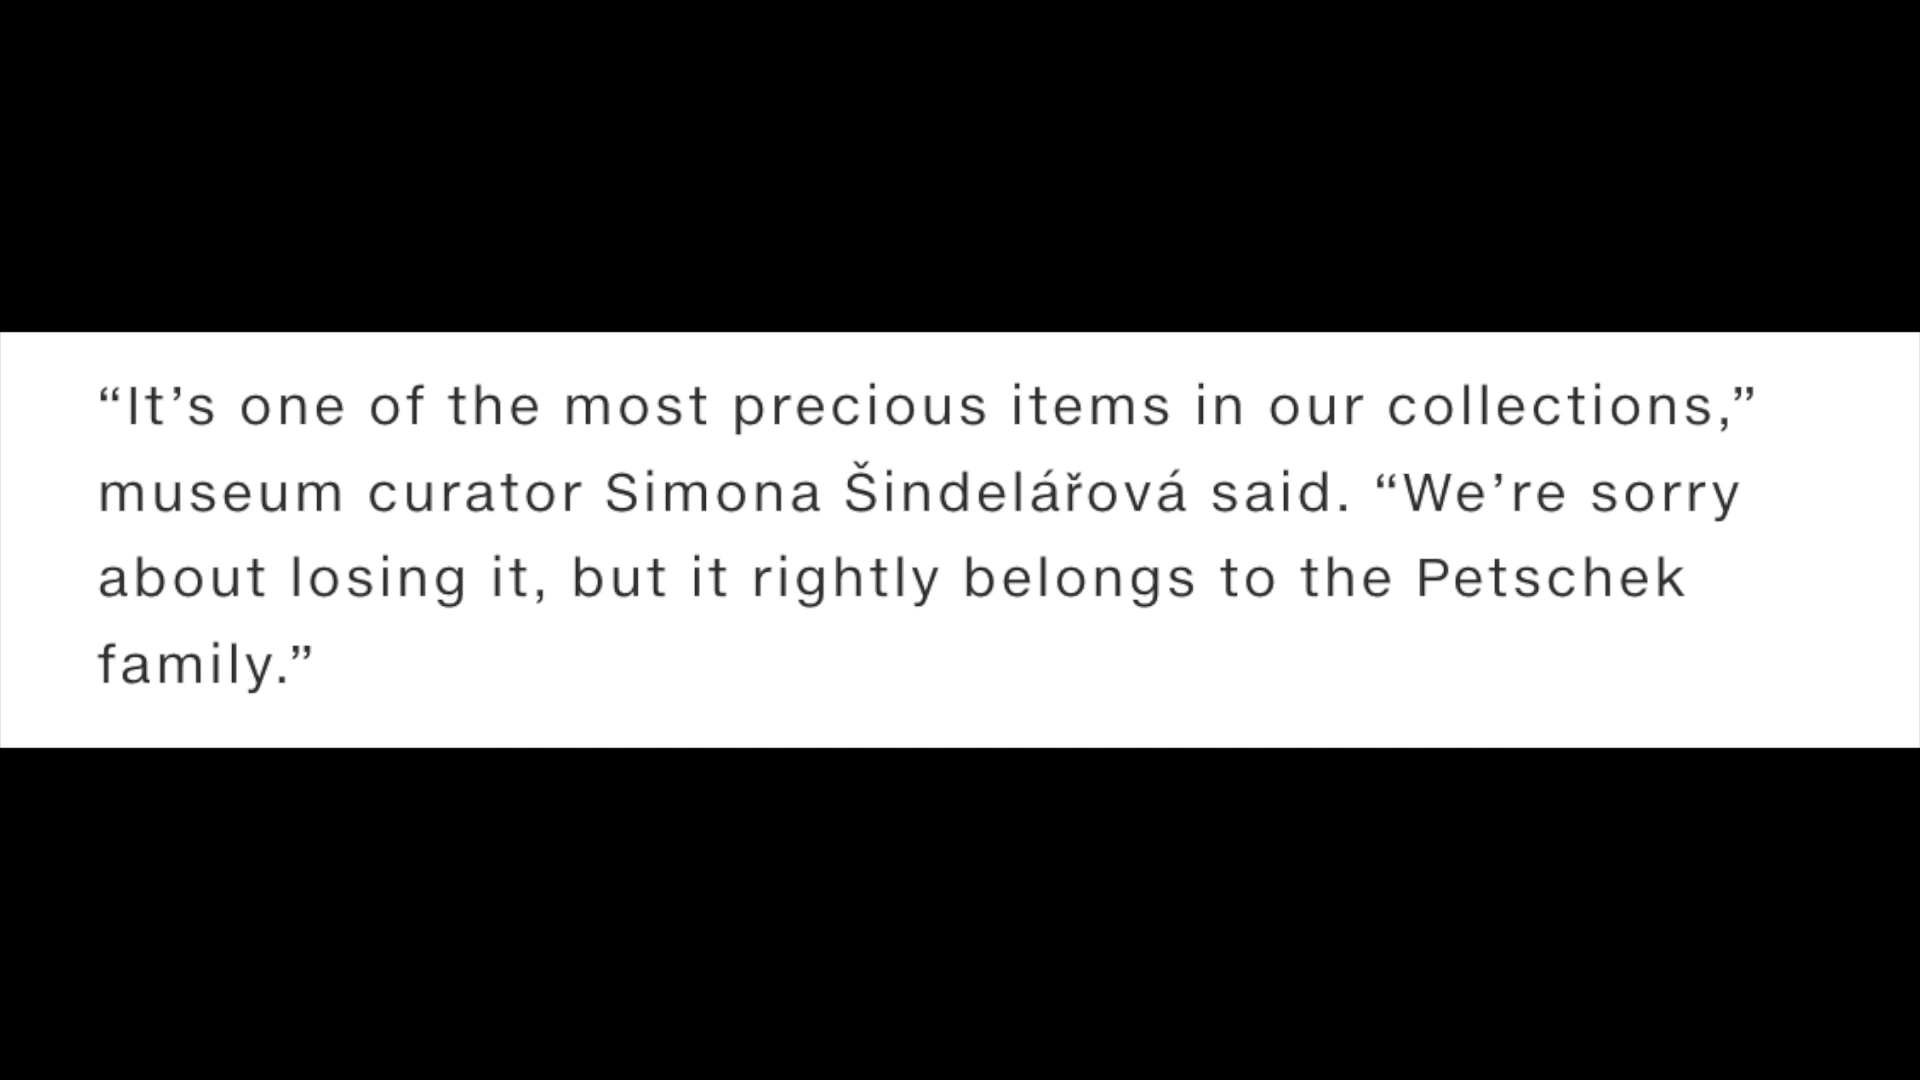 “It’s one of the most precious items in our collections,”
museum curator Simona Šindelářová said. “We’re sorry
about losing it, but it rightly belongs to the Petschek
family.”